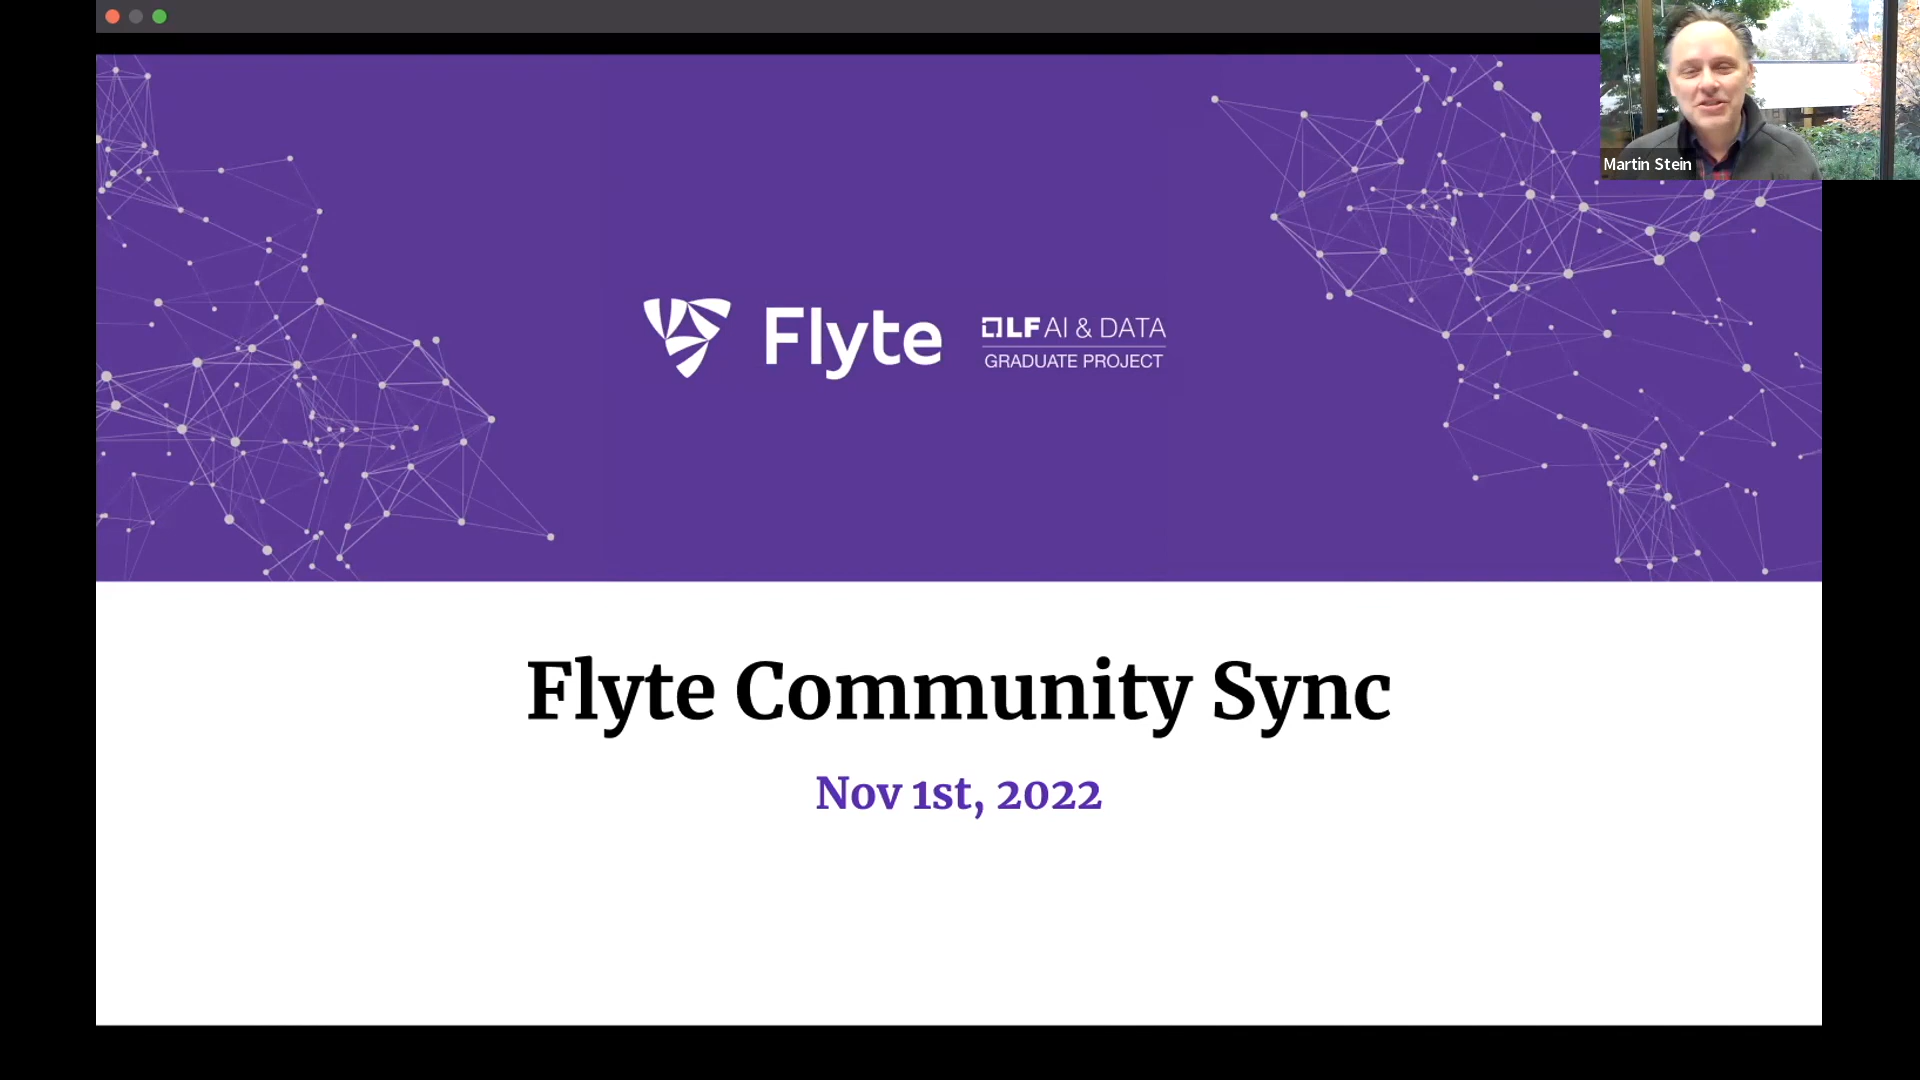 Martin Stein
Flyte
LF AI & DATA
GRADUATE PROJECT
Flyte Community Sync
Nov 1st, 2022